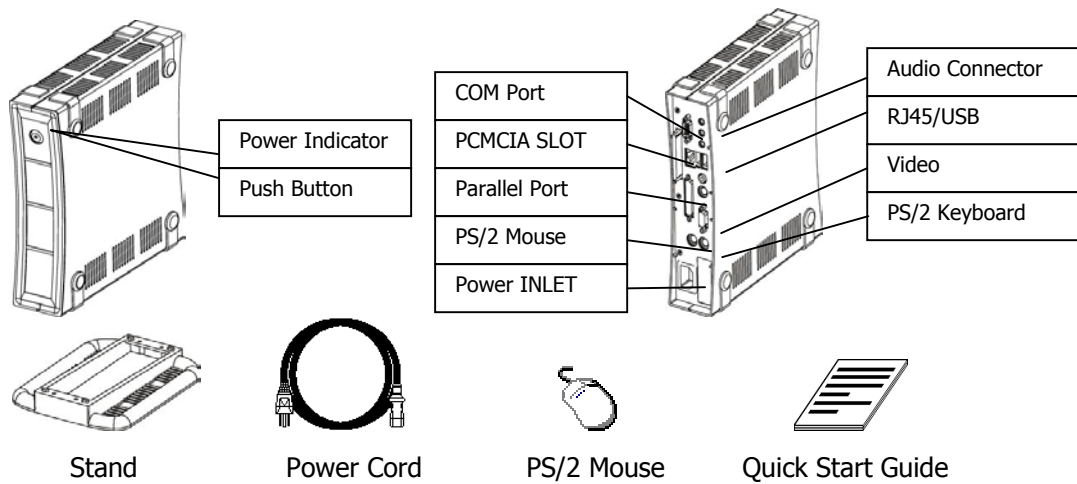 Power Indicator
Push Button
COM Port
PCMCIA SLOT
Parallel Port
PS/2 Mouse
Power INLET
Audio Connector
RJ45/USB
Video
PS/2 Keyboard
Stand
Power Cord
PS/2 Mouse
Quick Start Guide